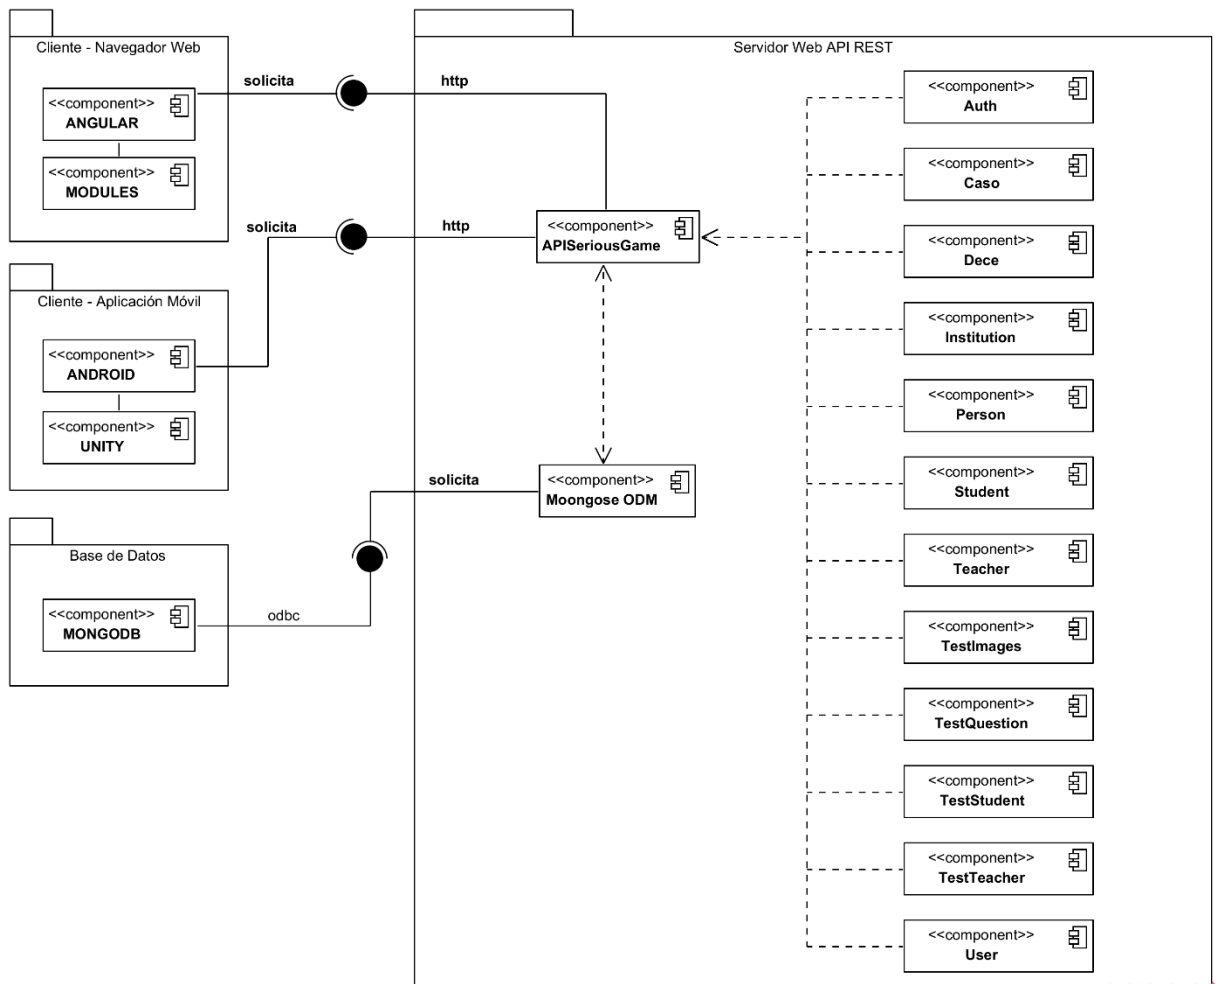 Cliente - Navegador Web
<<component>>
ANGULAR
<<component>>
MODULES
solicita
http
Cliente - Aplicación Móvil
<<component>>
ANDROID
<<component>>
UNITY
solicita
http
Base de Datos
<<component>>
MONGODB
odbc
solicita
Servidor Web API REST
<<component>>
APISeriousGame
<<component>>
Moongose ODM
<<component>>
Auth
<<component>>
Caso
<<component>>
Dece
<<component>>
Institution
<<component>>
Person
<<component>>
Student
<<component>>
Teacher
<<component>>
TestImages
<<component>>
TestQuestion
<<component>>
TestStudent
<<component>>
TestTeacher
<<component>>
User